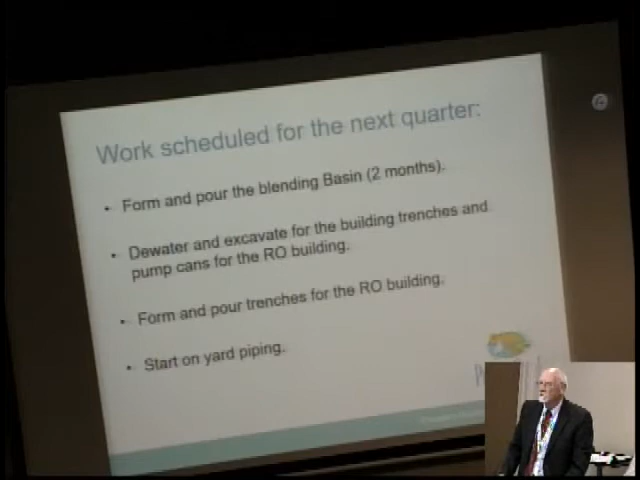 Work scheduled for the next quarter:
• Form and pour the blending Basin (2 months).
• Dewater and excavate for the building trenches and
pump cans for the RO building.
• Form and pour trenches for the RO building.
• Start on yard piping.